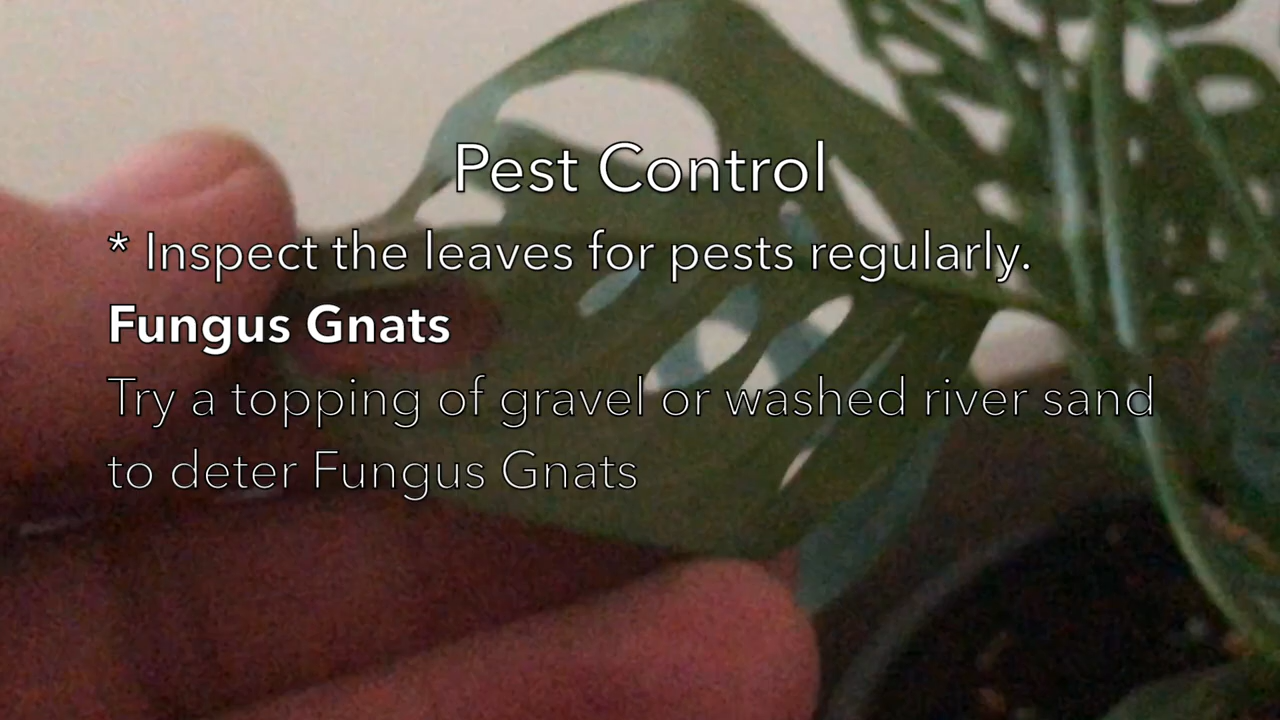 Pest Control
* Inspect the leaves for pests regularly.
Fungus Gnats
Try a topping of gravel or washed river sand
to deter Fungus Gnats